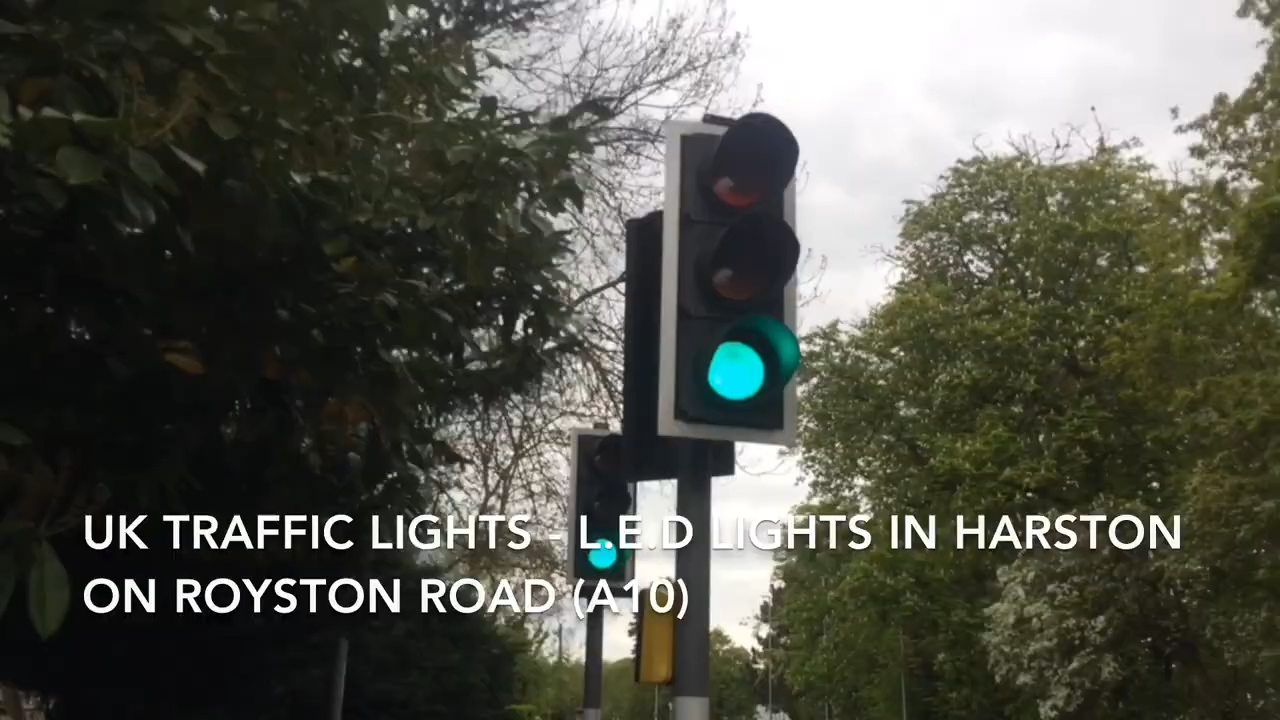 UK TRAFFIC LIGHTS - L.E.D LIGHTS IN HARSTON
ON ROYSTON ROAD (A10)